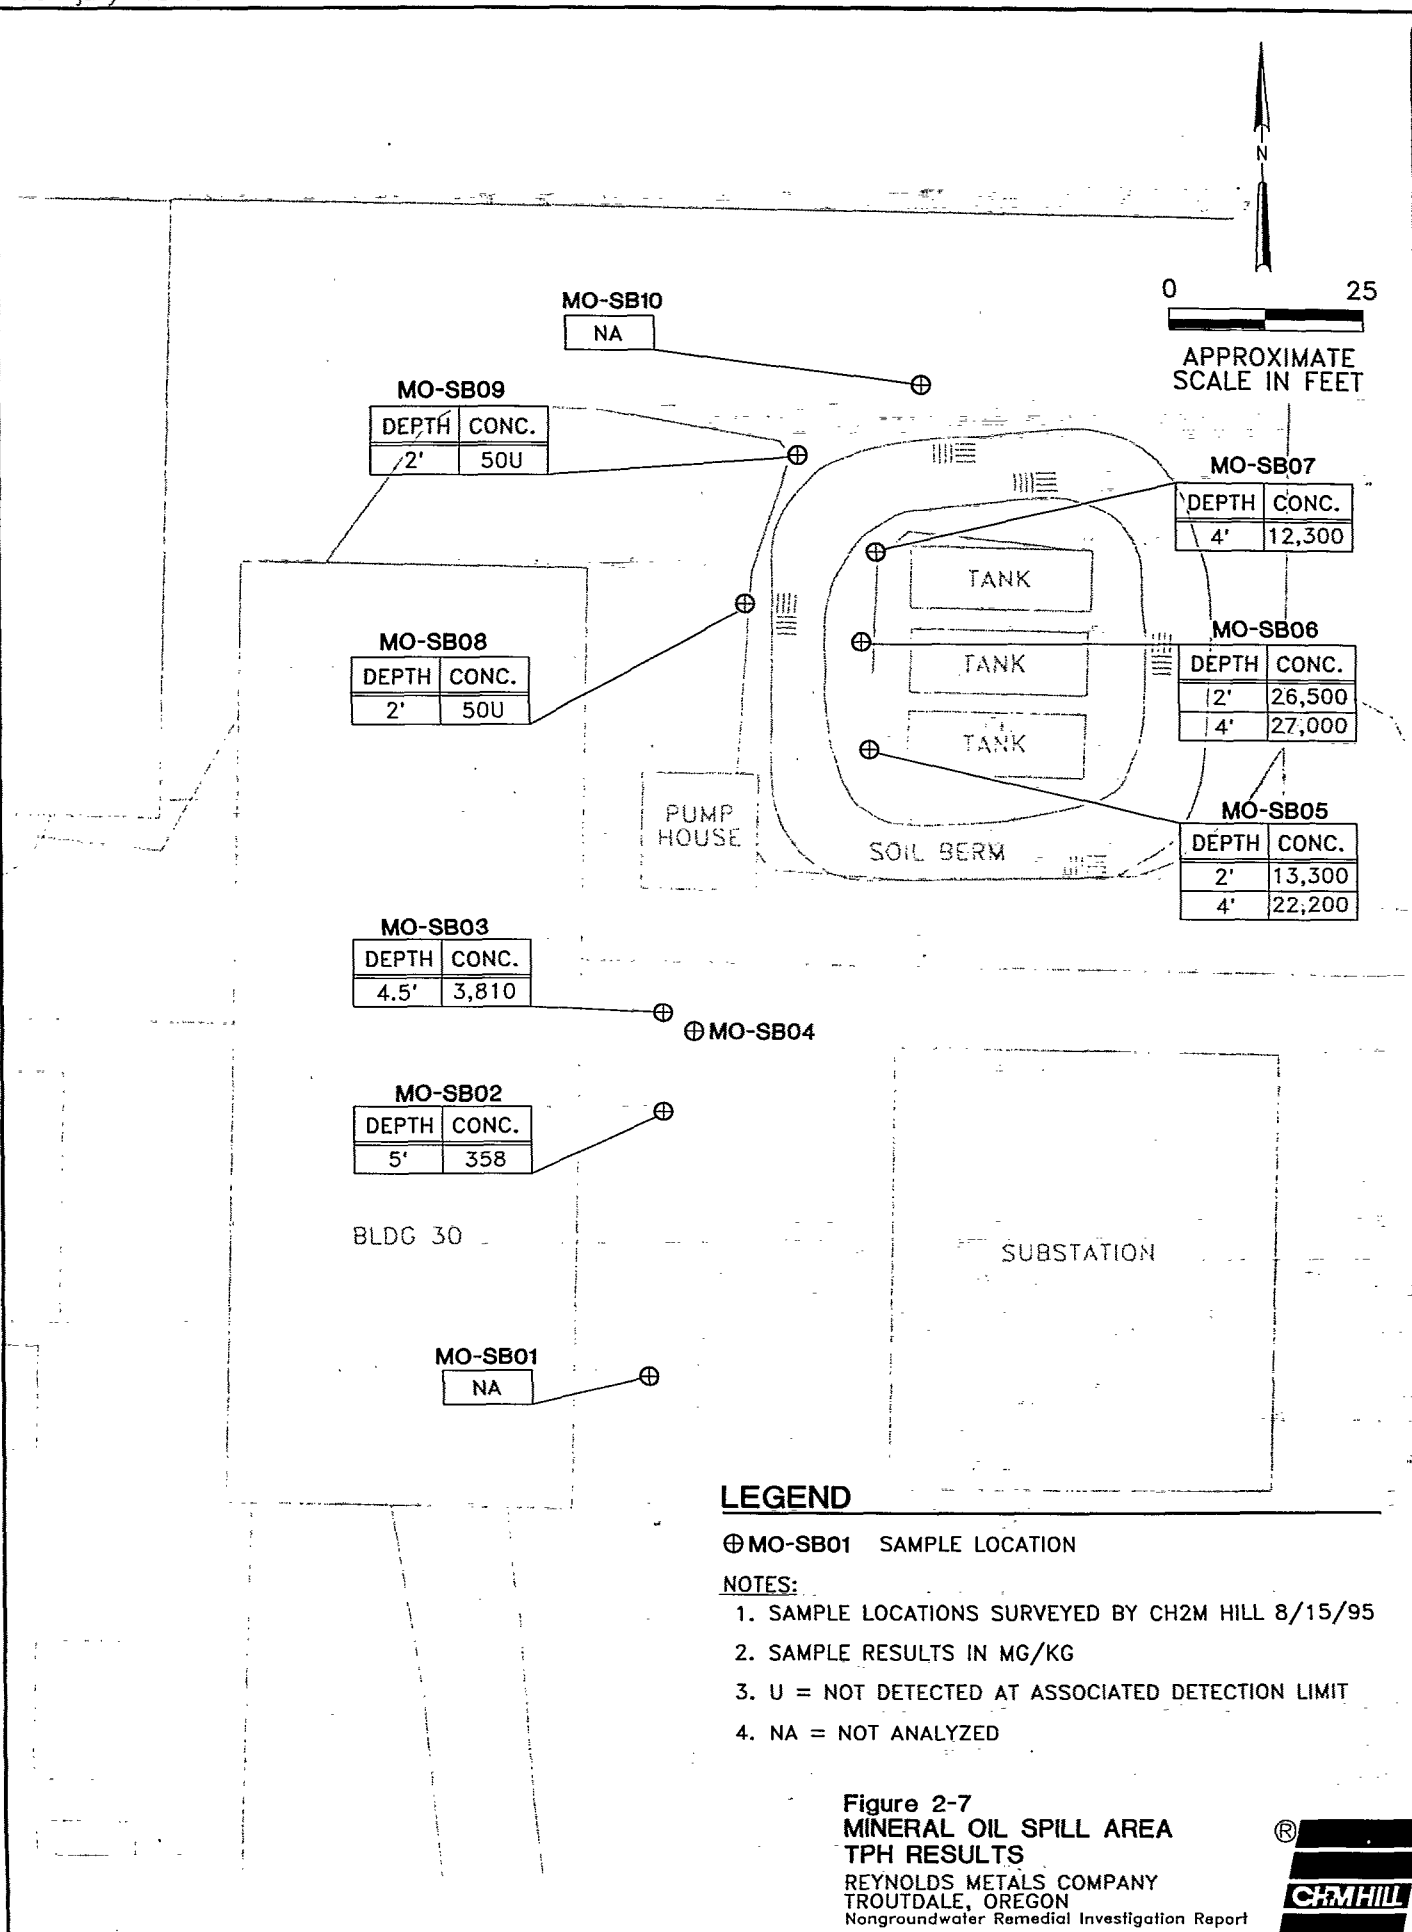 N
0 25
APPROXIMATE
SCALE IN FEET
MO-SB10
NA
MO-SB09
DEPTH CONC.
2' 50U
MO-SB07
DEPTH CONC.
4' 12,300
TANK
MO-SB08
DEPTH CONC.
2' 50U
MO-SB06
DEPTH CONC.
2' 26,500
4' 27,000
TANK
TANK
PUMP
HOUSE
SOIL BERM
MO-SB05
DEPTH CONC.
2' 13,300
4' 22,200
MO-SB03
DEPTH CONC.
4.5' 3,810
MO-SB04
MO-SB02
DEPTH CONC.
5' 358
BLDG 30
SUBSTATION
MO-SB01
NA
LEGEND
MO-SB01 SAMPLE LOCATION
NOTES:
1. SAMPLE LOCATIONS SURVEYED BY CH2M HILL 8/15/95
2. SAMPLE RESULTS IN MG/KG
3. U = NOT DETECTED AT ASSOCIATED DETECTION LIMIT
4. NA = NOT ANALYZED
Figure 2-7
MINERAL OIL SPILL AREA
TPH RESULTS
REYNOLDS METALS COMPANY
TROUTDALE, OREGON
Nongroundwater Remedial Investigation Report
®
CH2MHILL